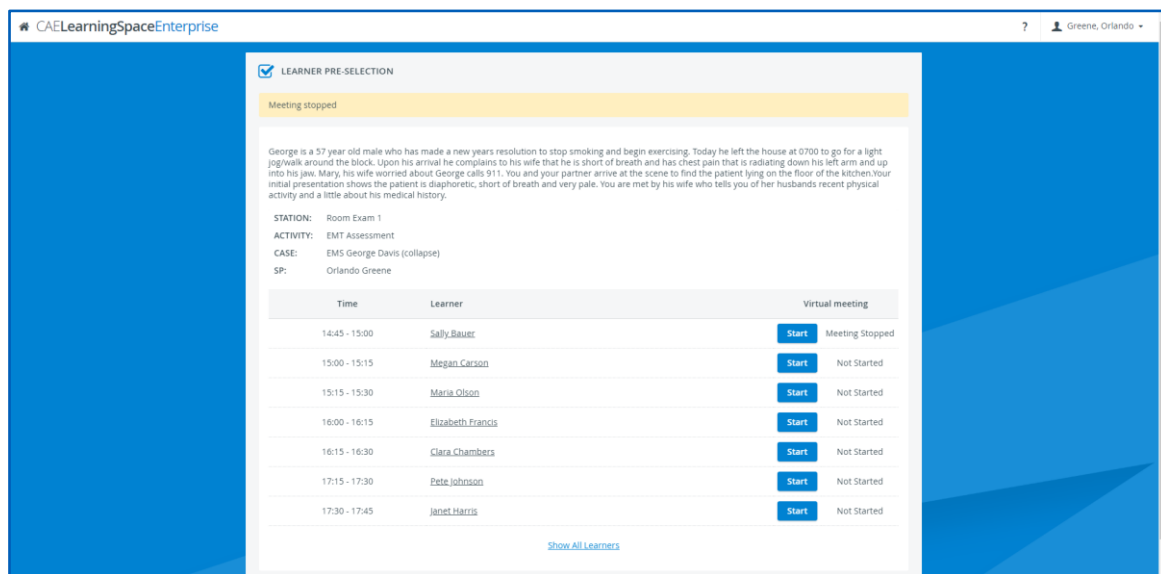 CAELearningSpaceEnterprise
? Greene, Orlando
LEARNER PRE-SELECTION
Meeting stopped
George is a 57 year old male who has made a new years resolution to stop smoking and begin exercising. Today he left the house at 0700 to go for a light
jog/walk around the block. Upon his arrival he complains to his wife that he is short of breath and has chest pain that is radiating down his left arm and up
into his jaw. Mary, his wife worried about George calls 911. You and your partner arrive at the scene to find the patient lying on the floor of the kitchen.Your
initial presentation shows the patient is diaphoretic, short of breath and very pale. You are met by his wife who tells you of her husbands recent physical
activity and a little about his medical history.
STATION: Room Exam 1
ACTIVITY: EMT Assessment
CASE: EMS George Davis (collapse)
SP: Orlando Greene
Time Learner Virtual meeting
14:45 - 15:00 Sally Bauer Start Meeting Stopped
15:00 - 15:15 Megan Carson Start Not Started
15:15 - 15:30 Maria Olson Start Not Started
16:00 - 16:15 Elizabeth Francis Start Not Started
16:15 - 16:30 Clara Chambers Start Not Started
17:15 - 17:30 Pete Johnson Start Not Started
17:30 - 17:45 Janet Harris Start Not Started
Show All Learners